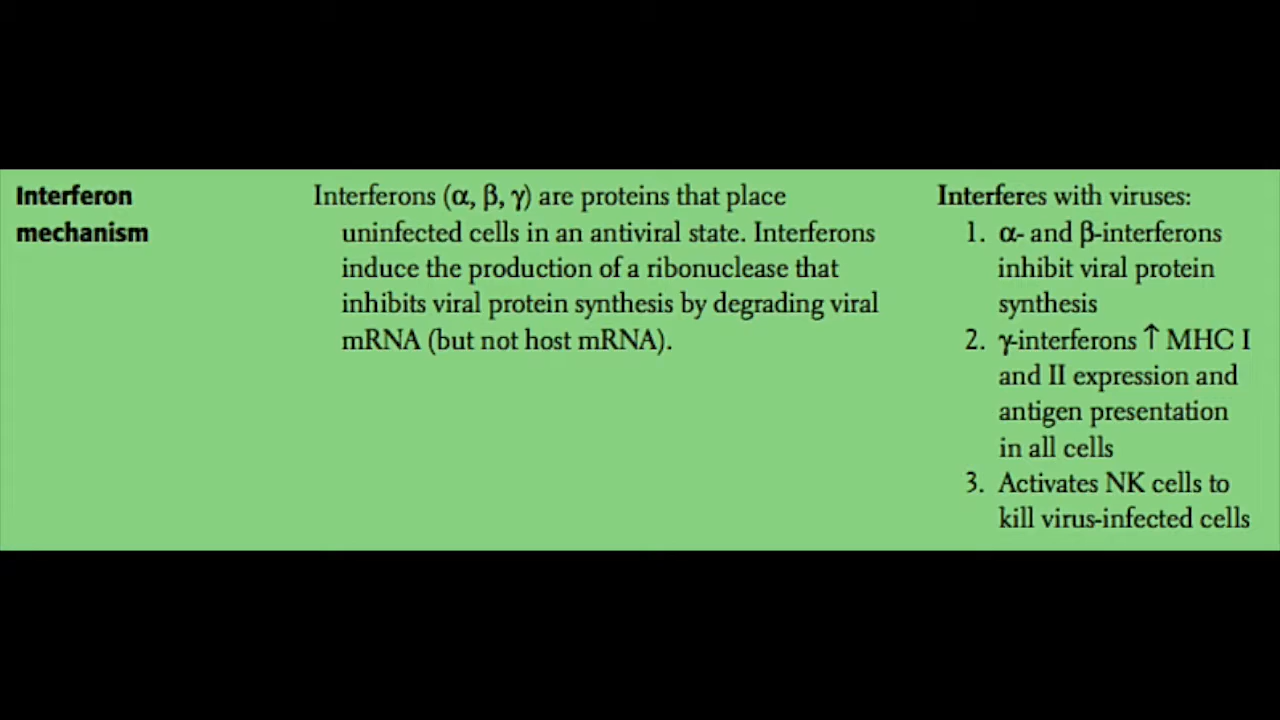 Interferon
mechanism
Interferons (α, β, γ) are proteins that place
uninfected cells in an antiviral state. Interferons
induce the production of a ribonuclease that
inhibits viral protein synthesis by degrading viral
mRNA (but not host mRNA).
Interferes with viruses:
1. α- and β-interferons
inhibit viral protein
synthesis
2. γ-interferons ↑ MHC I
and II expression and
antigen presentation
in all cells
3. Activates NK cells to
kill virus-infected cells